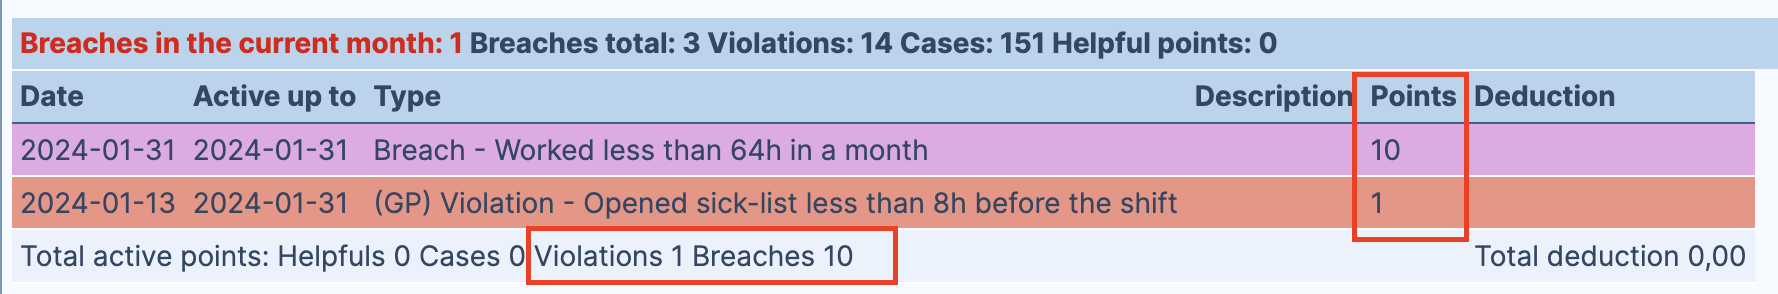 Breaches in the current month: 1 Breaches total: 3 Violations: 14 Cases: 151 Helpful points: 0
Date Active up to Type Description Points Deduction
2024-01-31 2024-01-31 Breach - Worked less than 64h in a month 10
2024-01-13 2024-01-31 (GP) Violation - Opened sick-list less than 8h before the shift 1
Total active points: Helpfuls 0 Cases 0 Violations 1 Breaches 10 Total deduction 0,00